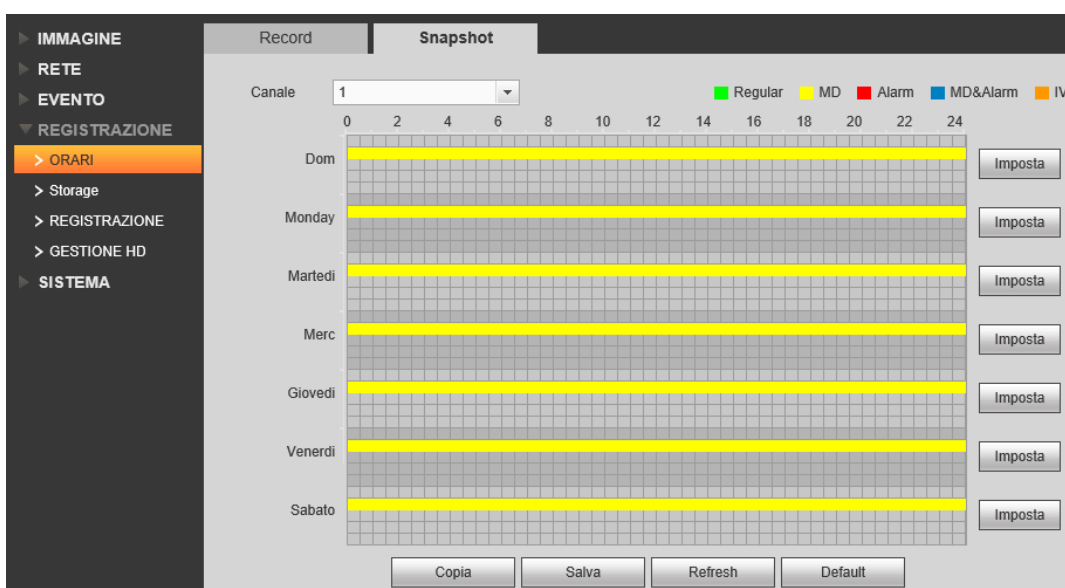 IMMAGINE
RETE
EVENTO
REGISTRAZIONE
> ORARI
> Storage
> REGISTRAZIONE
> GESTIONE HD
SISTEMA
Record Snapshot
Canale 1
Regular MD Alarm MD&Alarm
0 2 4 6 8 10 12 14 16 18 20 22 24
Dom Imposta
Monday Imposta
Martedi Imposta
Merc Imposta
Giovedi Imposta
Venerdi Imposta
Sabato Imposta
Copia Salva Refresh Default